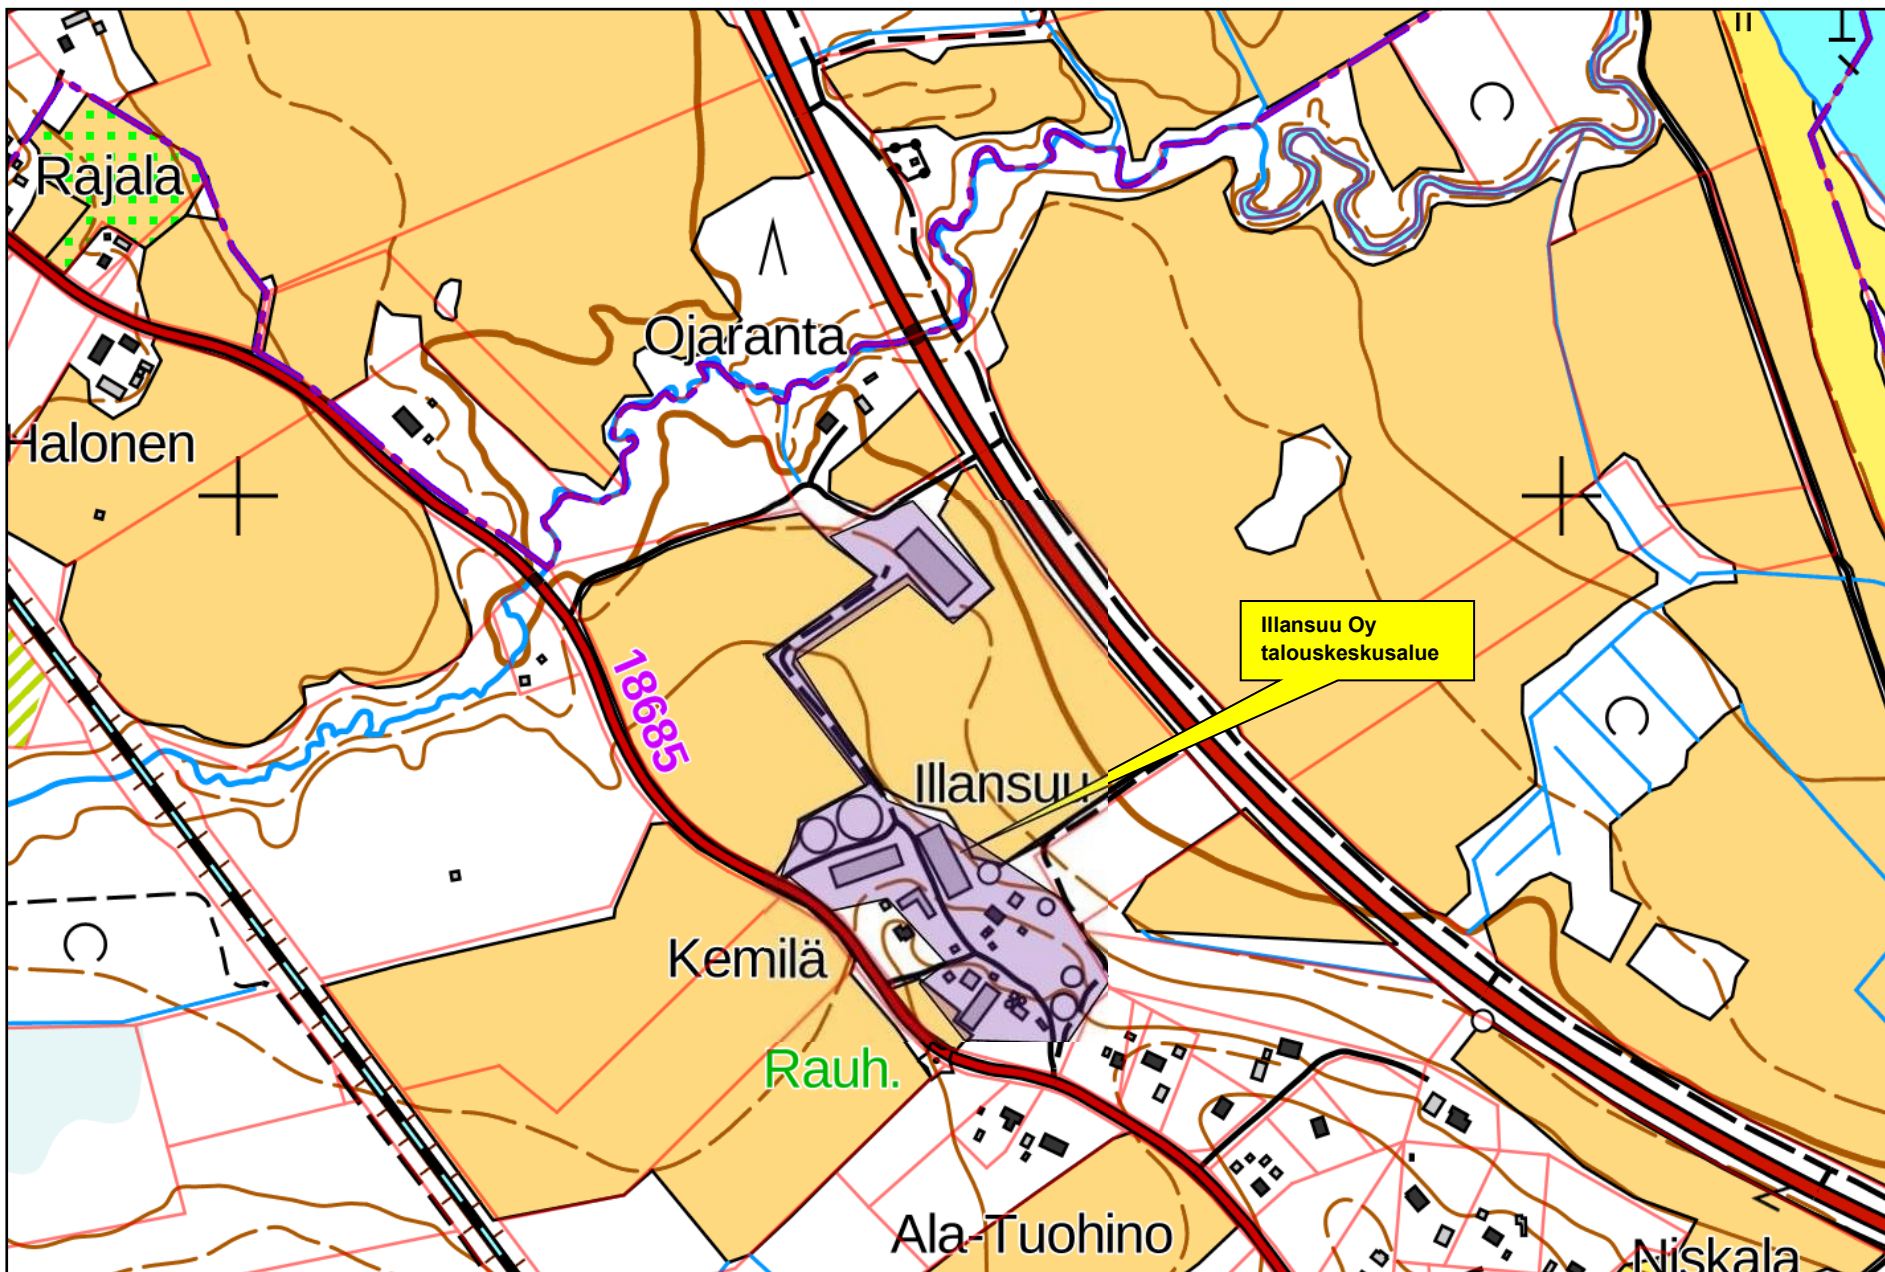 Rajala
Ojaranta
Halonen
Illansuu Oy
talouskeskusalue
18685
Illansuu
Kemilä
Rauh.
Ala-Tuohino
Niskala